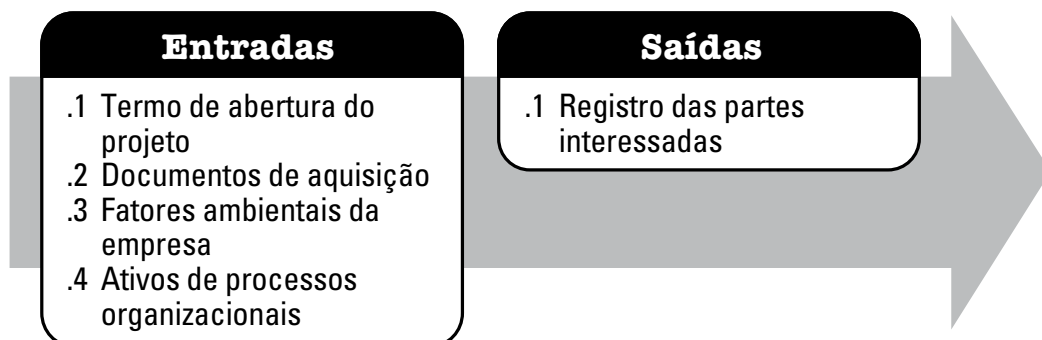 Entradas
.1 Termo de abertura do
projeto
.2 Documentos de aquisição
.3 Fatores ambientais da
empresa
.4 Ativos de processos
organizacionais
Saídas
.1 Registro das partes
interessadas